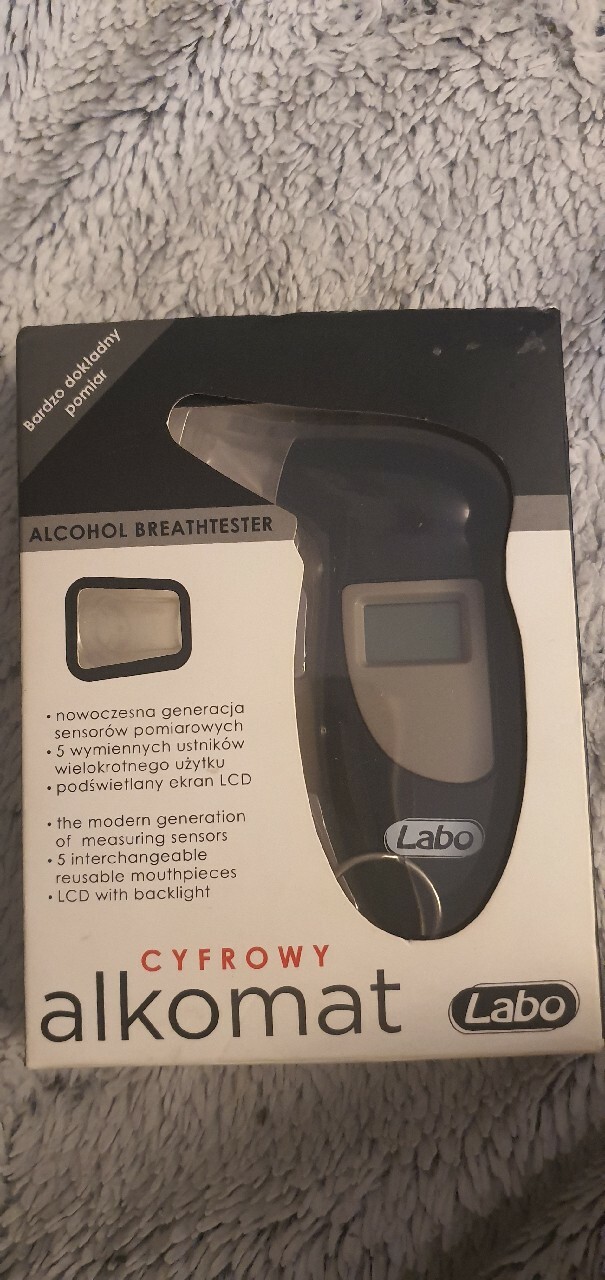 Bardzo dokładny
pomiar
ALCOHOL BREATHTESTER
• nowoczesna generacja
sensorów pomiarowych
• 5 wymiennych ustników
wielokrotnego użytku
• podświetlany ekran LCD
• the modern generation
of measuring sensors
• 5 interchangeable
reusable mouthpieces
• LCD with backlight
Labo
CYFROWY
alkomat
Labo